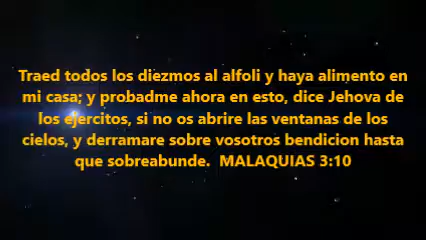 Traed todos los diezmos al alfoli y haya alimento en
mi casa; y probadme ahora en esto, dice Jehova de
los ejercitos, si no os abrire las ventanas de los
cielos, y derramare sobre vosotros bendicion hasta
que sobreabunde. MALAQUIAS 3:10